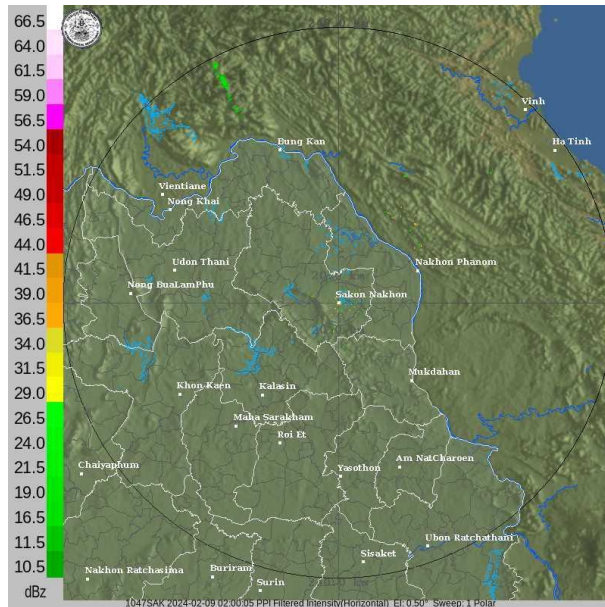 66.5
64.0
61.5
59.0
56.5
54.0
51.5
49.0
46.5
44.0
41.5
39.0
36.5
34.0
31.5
29.0
26.5
24.0
21.5
19.0
16.5
11.5
10.5
dBz
Vinh
Ha Tinh
Bung Kan
Vientiane
Nong Khai
Udon Thani
Nakhon Phanom
Nong BuaLamPhu
Sakon Nakhon
Mukdahan
Khon Kaen
Kalasin
Maha Sarakham
Roi Et
Chaiyaphum
Yasothon
Am NatCharoen
Ubon Ratchathani
Sisaket
Nakhon Ratchasima
Buriram
Surin
1047SAK 2024-02-09 02:00:05 PPI Filtered Intensity(Horizontal) El: 0.50° Sweep: 1 Polar